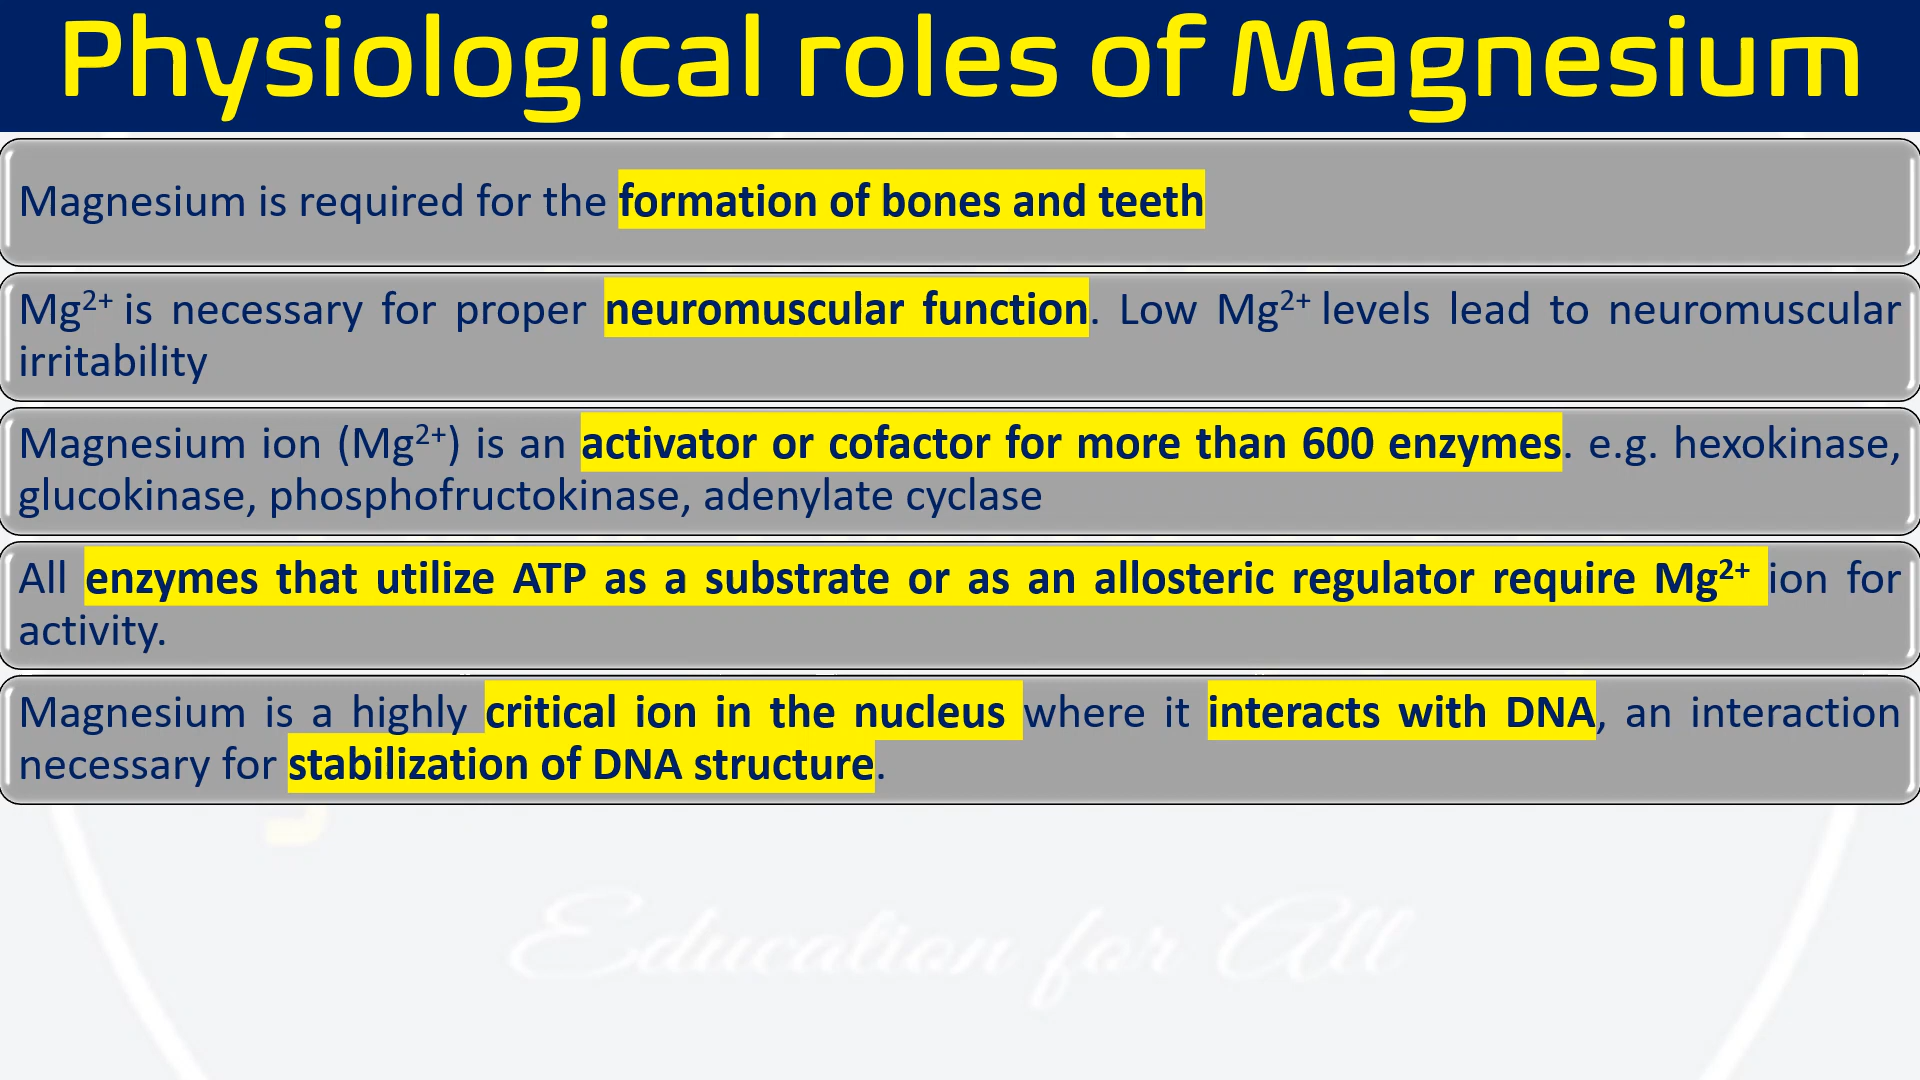 Physiological roles of Magnesium
Magnesium is required for the formation of bones and teeth
Mg²⁺ is necessary for proper neuromuscular function. Low Mg²⁺ levels lead to neuromuscular
irritability
Magnesium ion (Mg²⁺) is an activator or cofactor for more than 600 enzymes. e.g. hexokinase,
glucokinase, phosphofructokinase, adenylate cyclase
All enzymes that utilize ATP as a substrate or as an allosteric regulator require Mg²⁺ ion for
activity.
Magnesium is a highly critical ion in the nucleus where it interacts with DNA, an interaction
necessary for stabilization of DNA structure.
Education for All